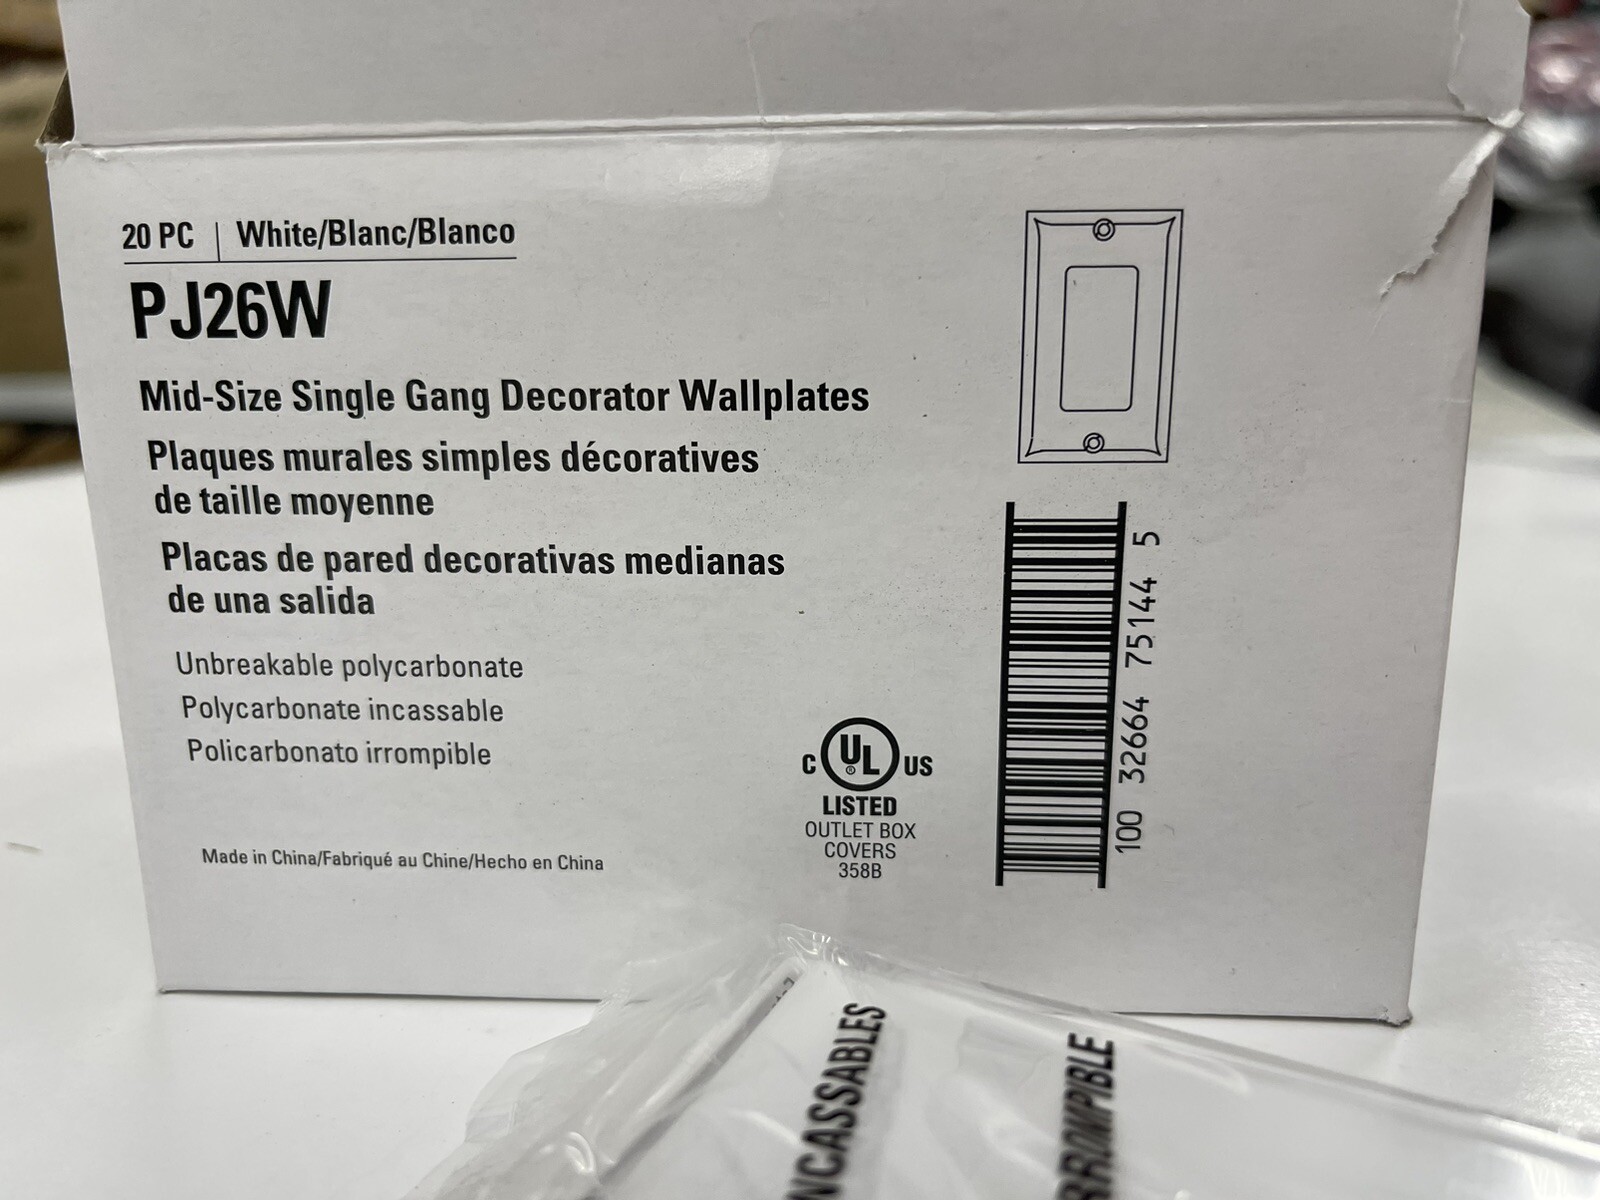 20 PC | White/Blanc/Blanco
PJ26W
Mid-Size Single Gang Decorator Wallplates
Plaques murales simples décoratives
de taille moyenne
Placas de pared decorativas medianas
de una salida
Unbreakable polycarbonate
Polycarbonate incassable
Policarbonato irrompible
Made in China/Fabriqué au Chine/Hecho en China
C UL® US
LISTED
OUTLET BOX
COVERS
358B
100 32664 75144 5
NCASSABLES
RROMPIBLE